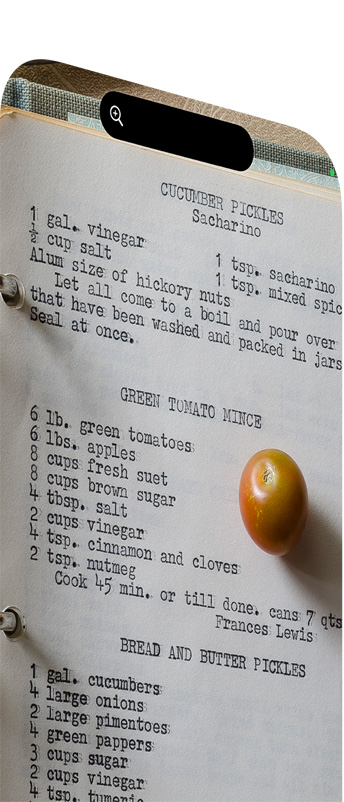 CUCUMBER PICKLES
Sacharino
1 gal. vinegar
½ cup salt
1 tsp. sacharino
Alum size of hickory nuts
1 tsp. mixed spic
Let all come to a boil and pour over
that have been washed and packed in jars
Seal at once.
GREEN TOMATO MINCE
6 lb. green tomatoes
6 lbs. apples
8 cups fresh suet
8 cups brown sugar
4 tbsp. salt
2 cups vinegar
4 tsp. cinnamon and cloves
2 tsp. nutmeg
Cook 45 min. or till done. cans 7 qts
Frances Lewis
BREAD AND BUTTER PICKLES
1 gal. cucumbers
4 large onions
2 large pimentoes
4 green pappers
3 cups sugar
2 cups vinegar
4 tsp. tumeric